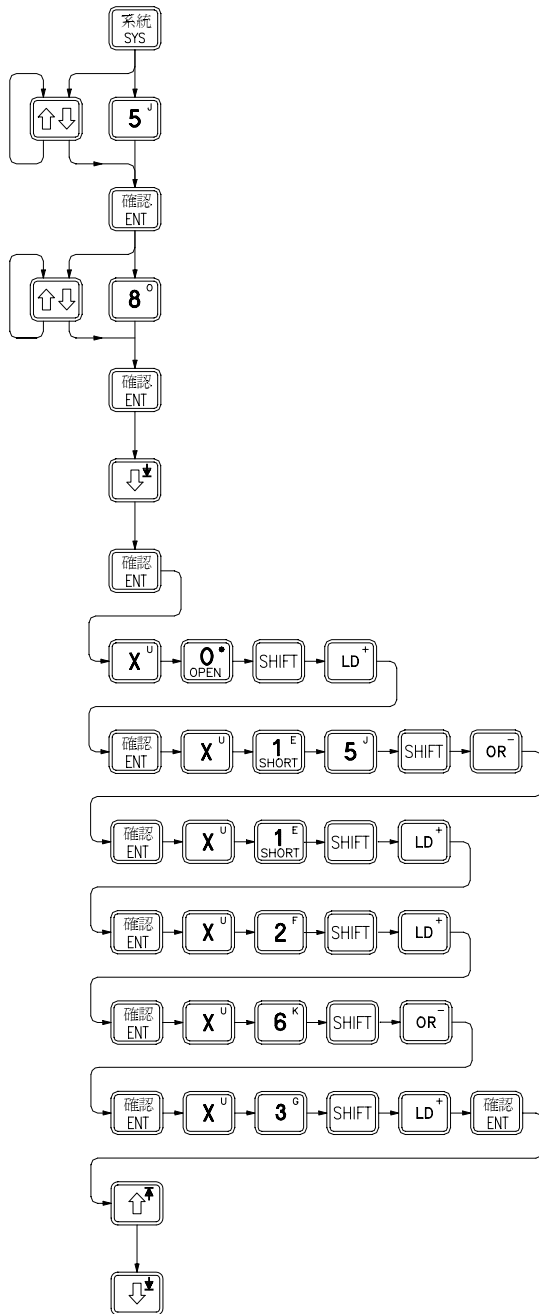 系統
SYS
5 J
確認
ENT
8 O
確認
ENT
確認
ENT
X U
0
OPEN
SHIFT
LD +
確認
ENT
X U
1 E
SHORT
5 J
SHIFT
OR −
確認
ENT
X U
1 E
SHORT
SHIFT
LD +
確認
ENT
X U
2 F
SHIFT
LD +
確認
ENT
X U
6 K
SHIFT
OR −
確認
ENT
X U
3 G
SHIFT
LD +
確認
ENT